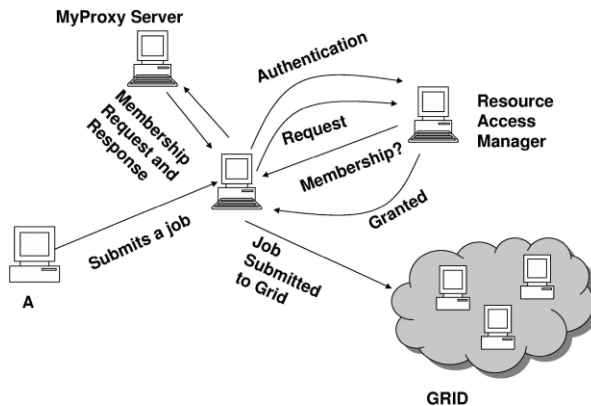 MyProxy Server
Authentication
Membership
Request and
Response
Request
Resource
Access
Manager
Membership?
Granted
Submits a job
A
Job
Submitted
to Grid
GRID